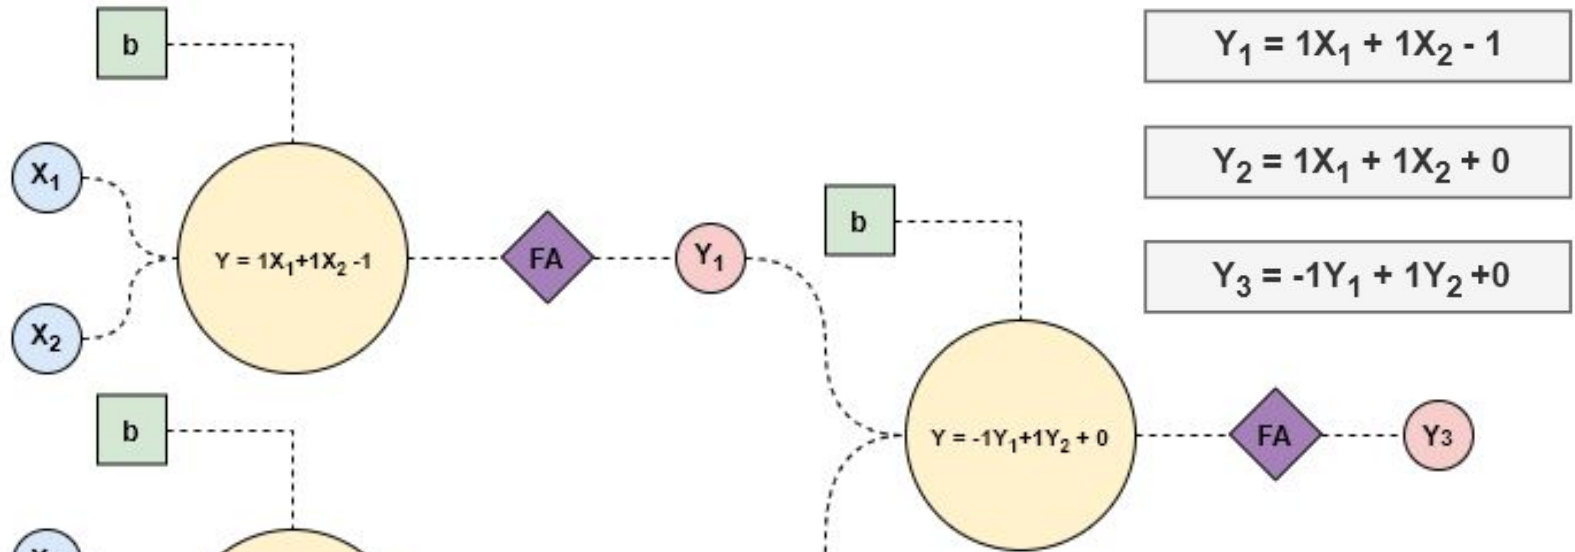 b
Y₁ = 1X₁ + 1X₂ - 1
X₁
Y = 1X₁+1X₂ -1
FA
Y₁
X₂
b
Y₂ = 1X₁ + 1X₂ + 0
Y₃ = -1Y₁ + 1Y₂ +0
b
Y = -1Y₁+1Y₂ + 0
FA
Y3